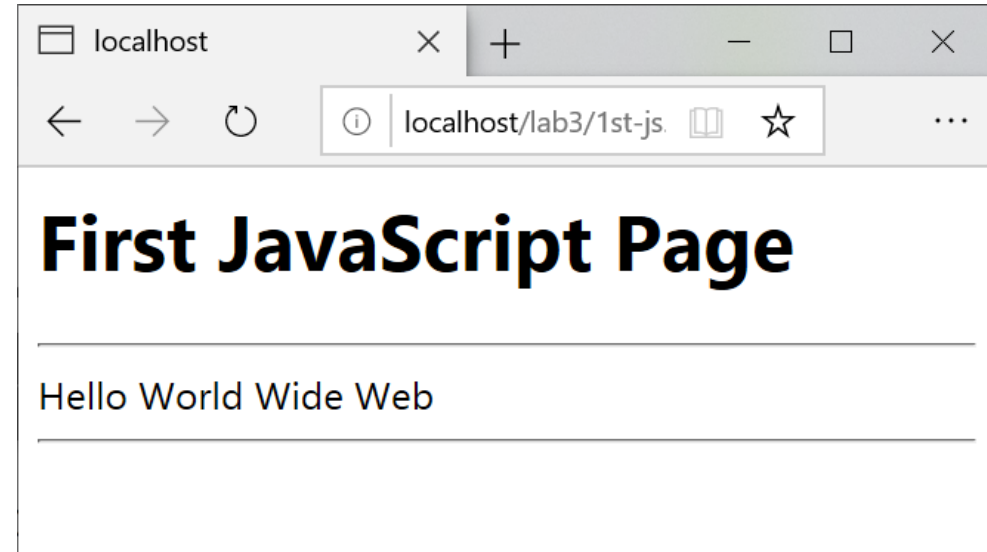 localhost
localhost/lab3/1st-js.
First JavaScript Page
Hello World Wide Web